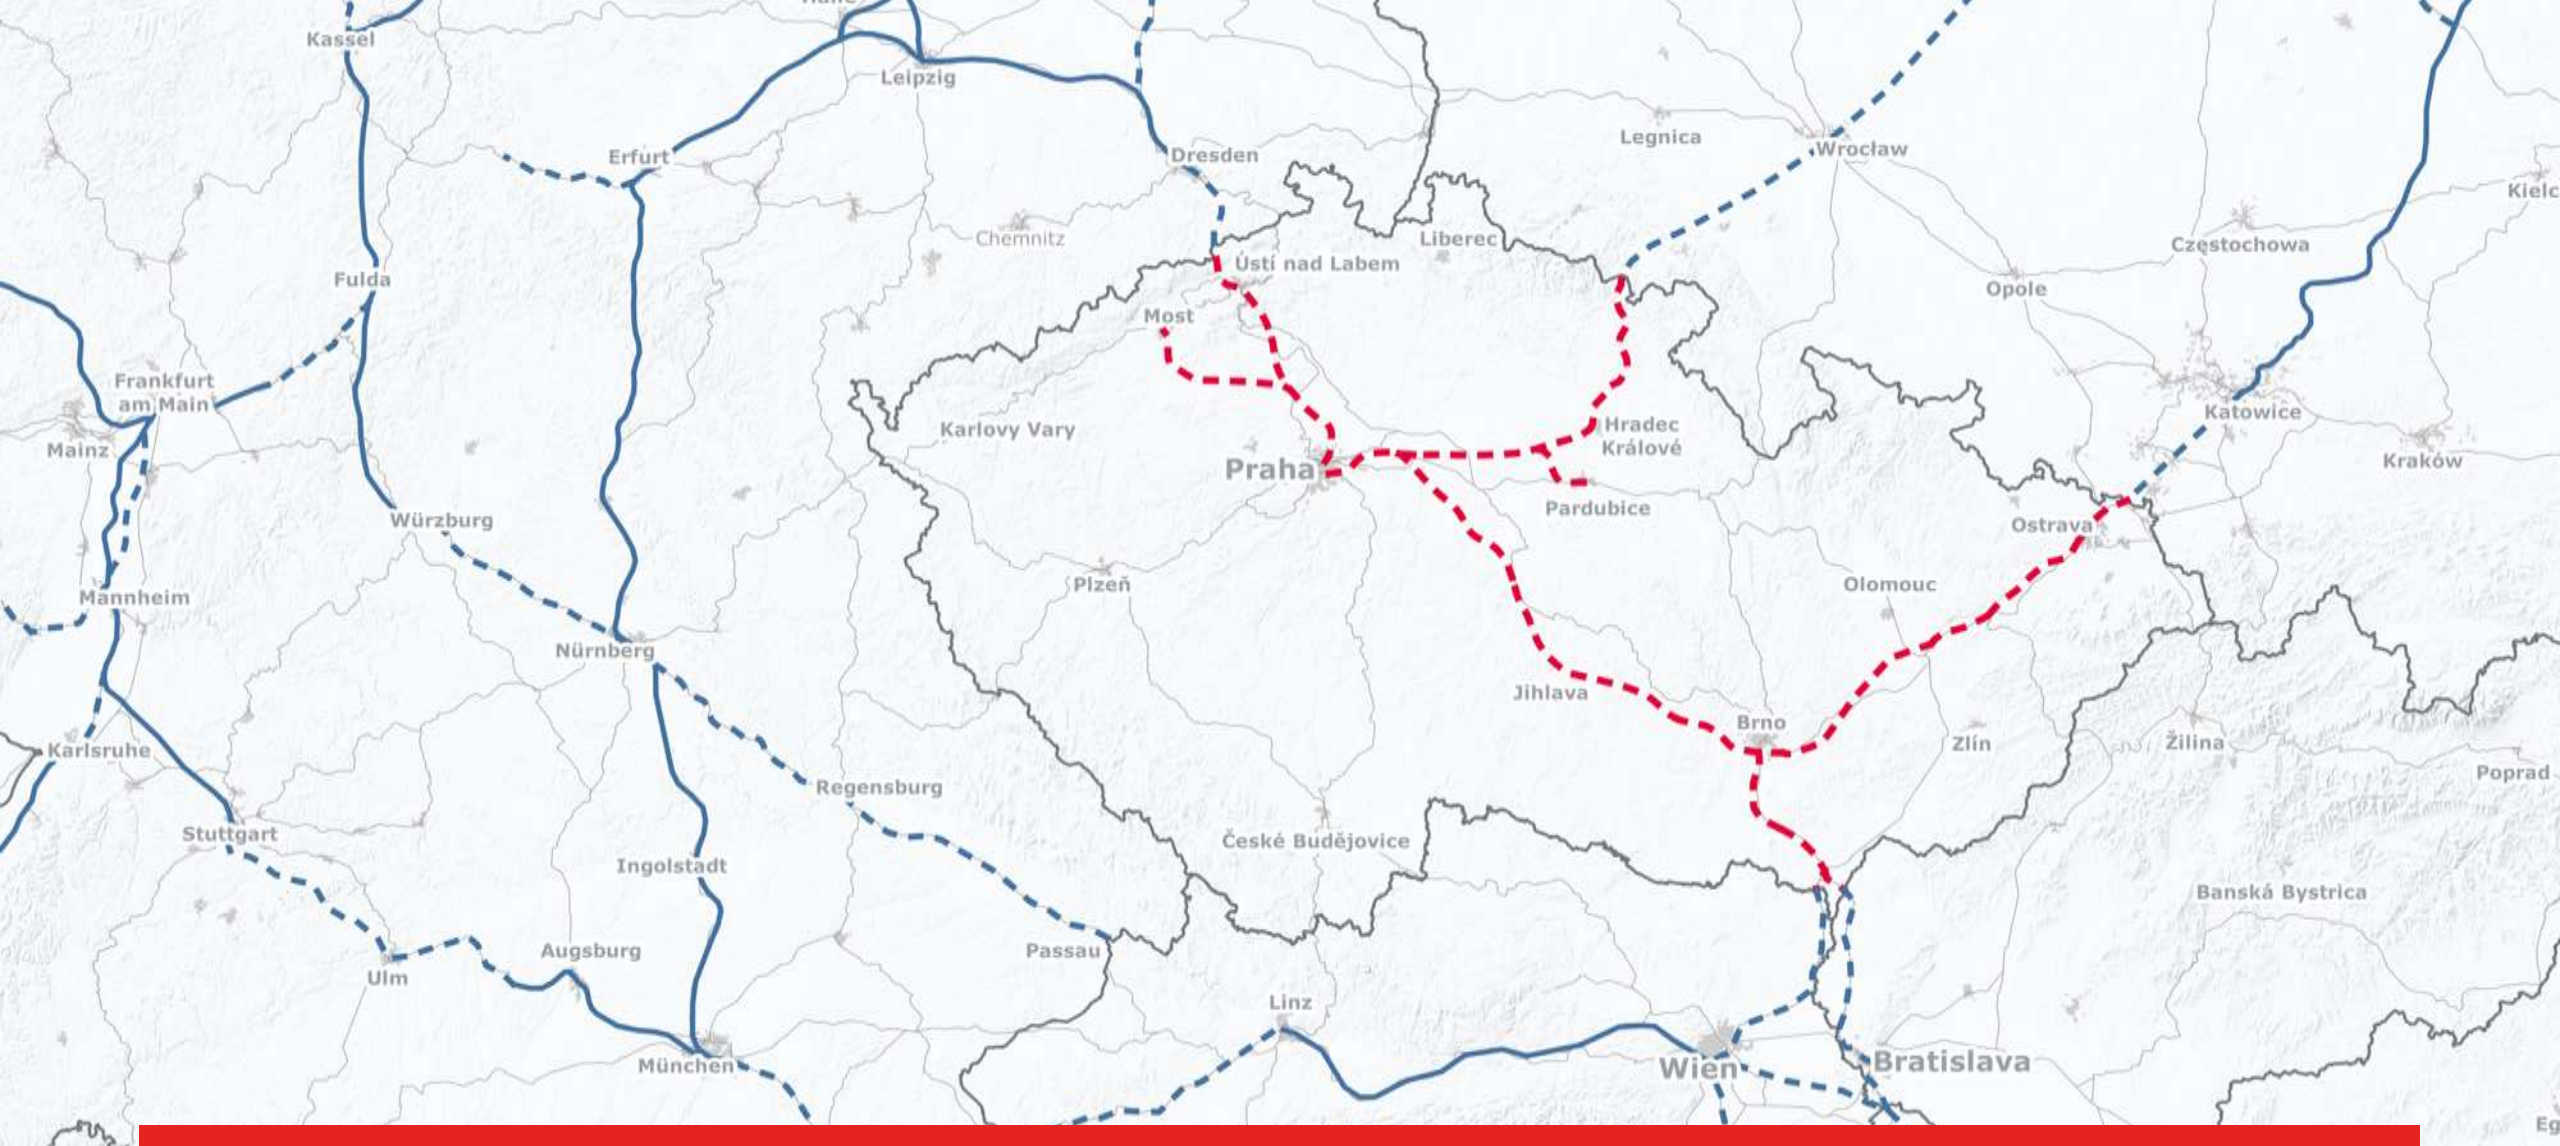 Halle
Kassel
Leipzig
Erfurt
Dresden
Legnica
Wrocław
Kielc
Chemnitz
Liberec
Częstochowa
Ústí nad Labem
Fulda
Opole
Most
Frankfurt
am Main
Katowice
Mainz
Karlovy Vary
Hradec
Králové
Praha
Kraków
Pardubice
Würzburg
Ostrava
Plzeň
Olomouc
Mannheim
Nürnberg
Jihlava
Brno
Zlín
Žilina
Karlsruhe
Poprad
Regensburg
Stuttgart
České Budějovice
Ingolstadt
Banská Bystrica
Augsburg
Passau
Ulm
Linz
München
Wien
Bratislava
Eg